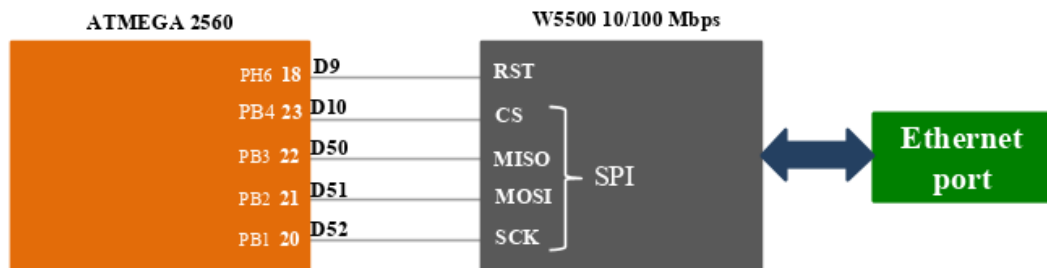 ATMEGA 2560
W5500 10/100 Mbps
PH6 18 D9 RST
PB4 23 D10 CS
PB3 22 D50 MISO
PB2 21 D51 MOSI
PB1 20 D52 SCK
SPI
Ethernet
port